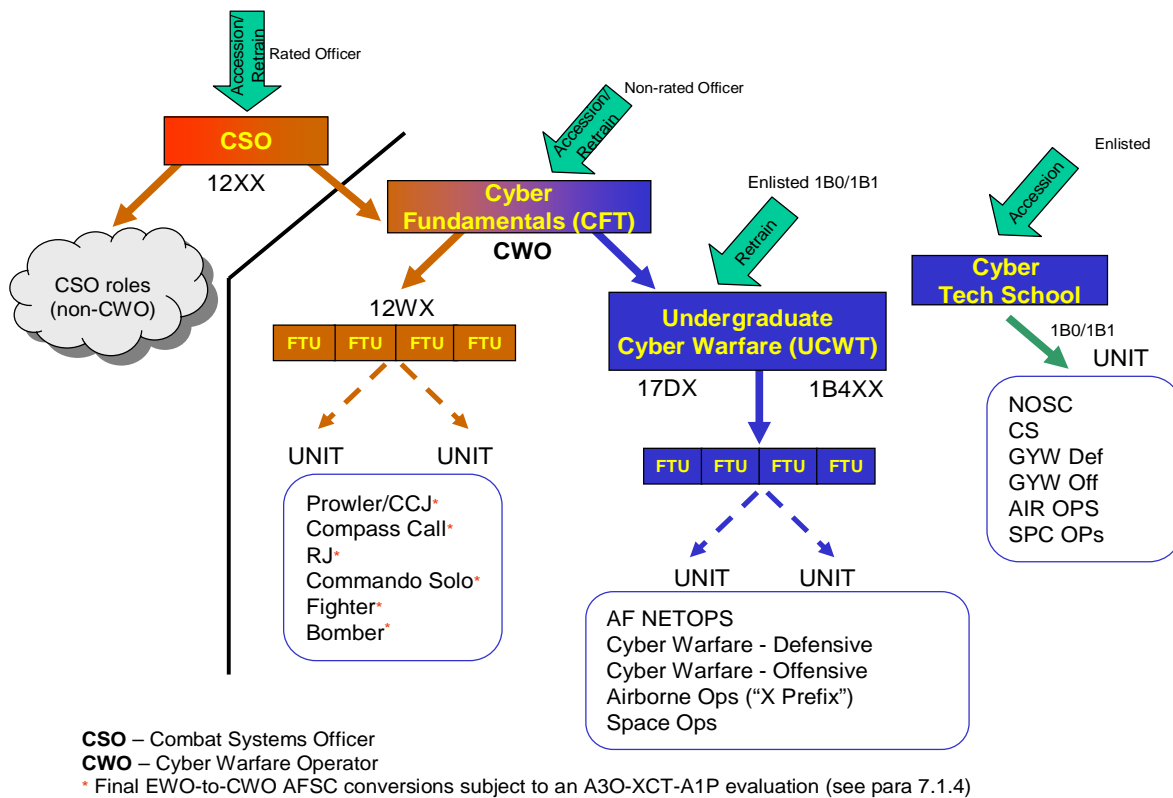 Accession/
Retrain
Rated Officer
CSO
12XX
CSO roles
(non-CWO)
Non-rated Officer
Accession/
Retrain
Cyber
Fundamentals (CFT)
CWO
Enlisted 1B0/1B1
Retrain
Enlisted
Accession
Cyber
Tech School
1B0/1B1
UNIT
NOSC
CS
GYW Def
GYW Off
AIR OPS
SPC OPs
12WX
FTU FTU FTU FTU
UNIT UNIT
Prowler/CCJ*
Compass Call*
RJ*
Commando Solo*
Fighter*
Bomber*
Undergraduate
Cyber Warfare (UCWT)
17DX 1B4XX
FTU FTU FTU FTU
UNIT UNIT
AF NETOPS
Cyber Warfare - Defensive
Cyber Warfare - Offensive
Airborne Ops (“X Prefix”)
Space Ops
CSO – Combat Systems Officer
CWO – Cyber Warfare Operator
* Final EWO-to-CWO AFSC conversions subject to an A3O-XCT-A1P evaluation (see para 7.1.4)